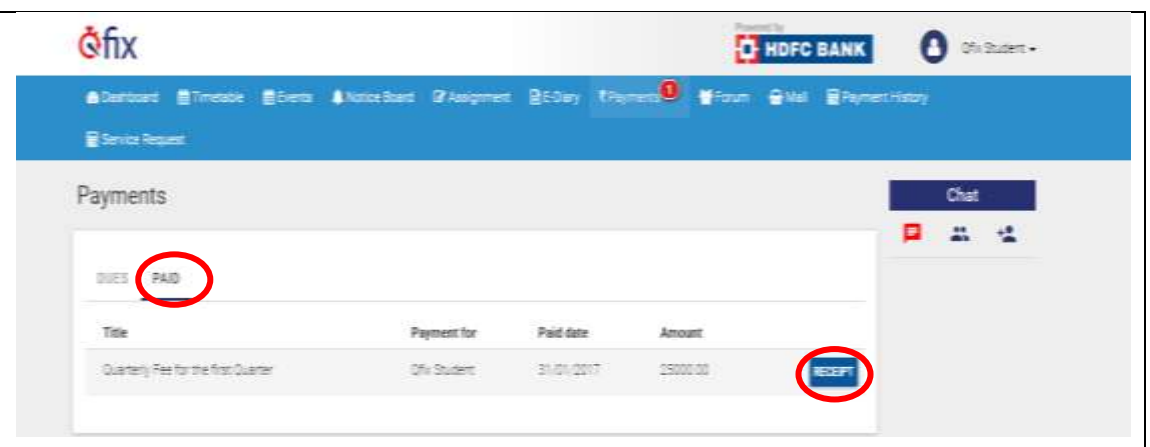 Qfix
Powered by
HDFC BANK
Qfix Student
Dashboard Timetable Events Notice Board Assignment E-Diary Payments 1 Forum Mail Payment History
Service Request
Payments
Chat
DUES PAID
Title Payment for Paid date Amount
Quarterly Fee for the first Quarter Qfix Student 31/01/2017 25000.00 RECEIPT